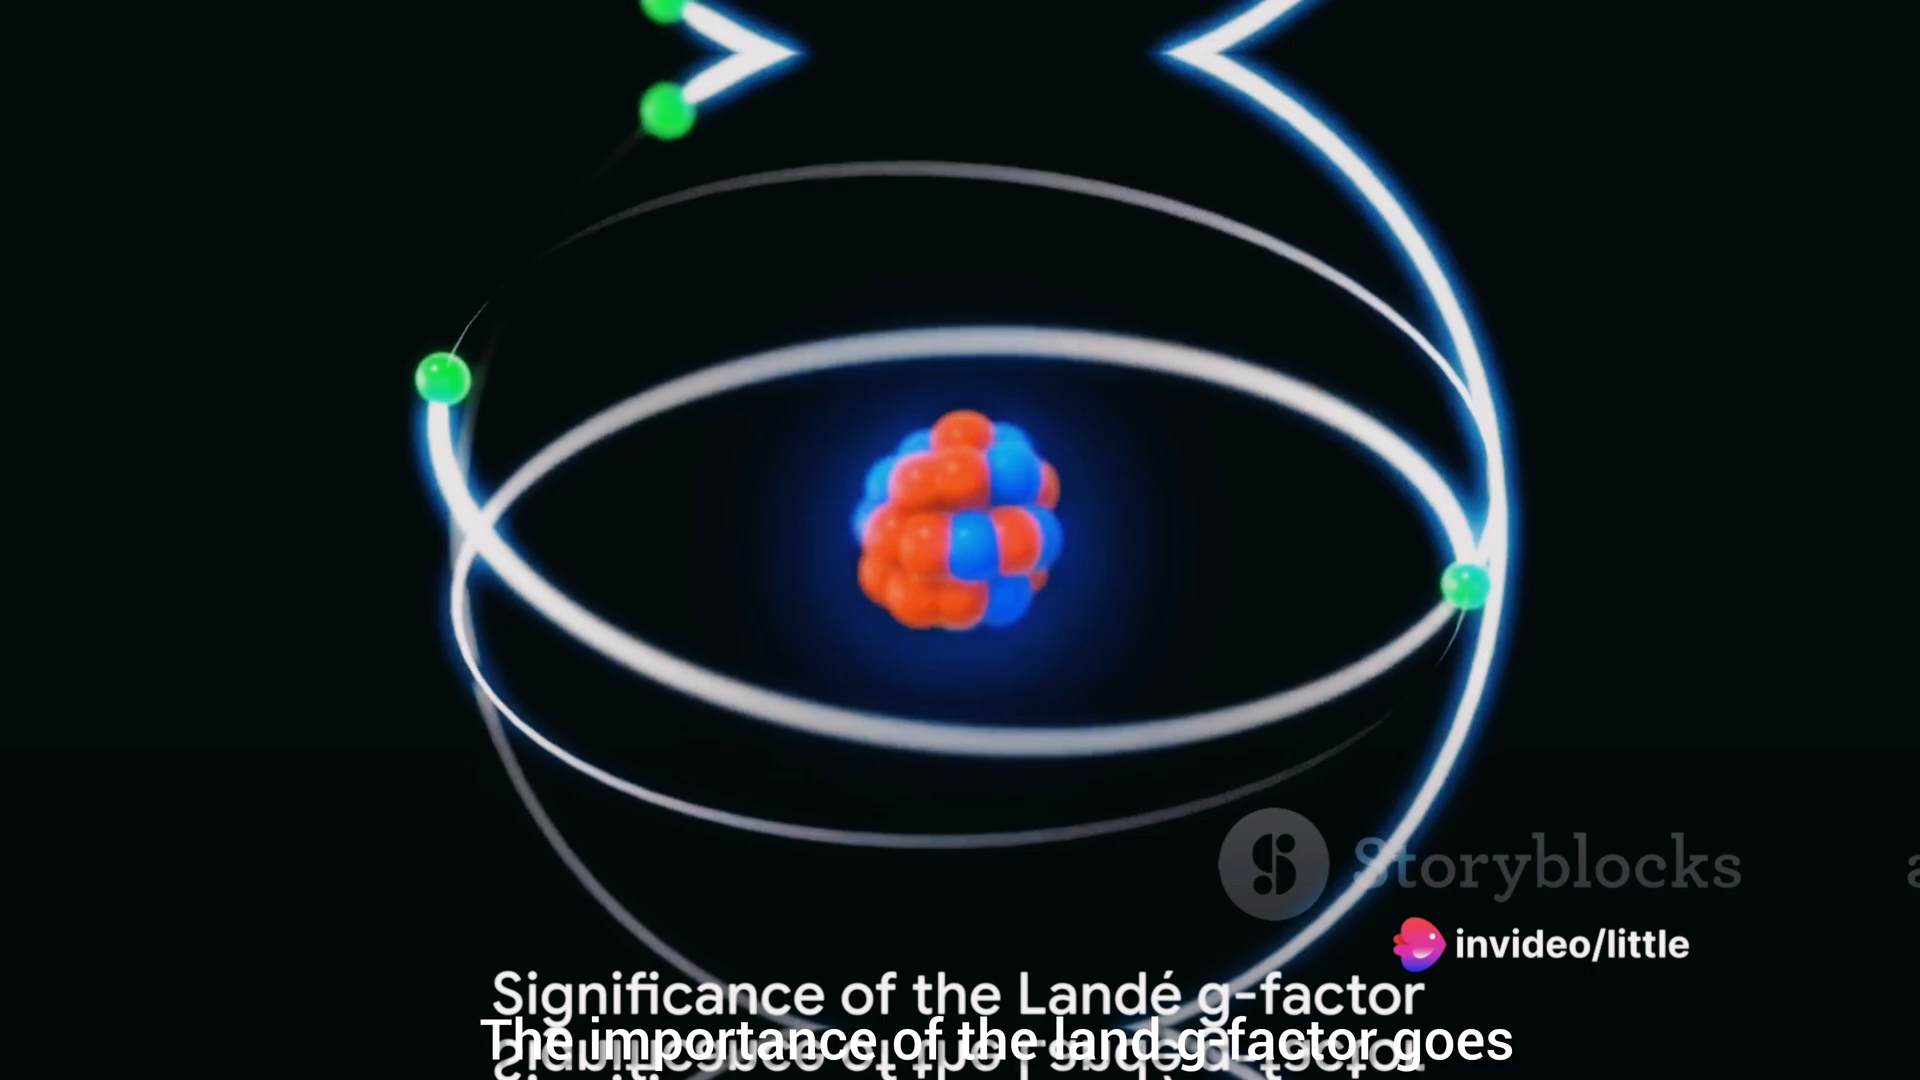 Storyblocks
invideo/little
Significance of the Landé g-factor
The importance of the land g-factor goes